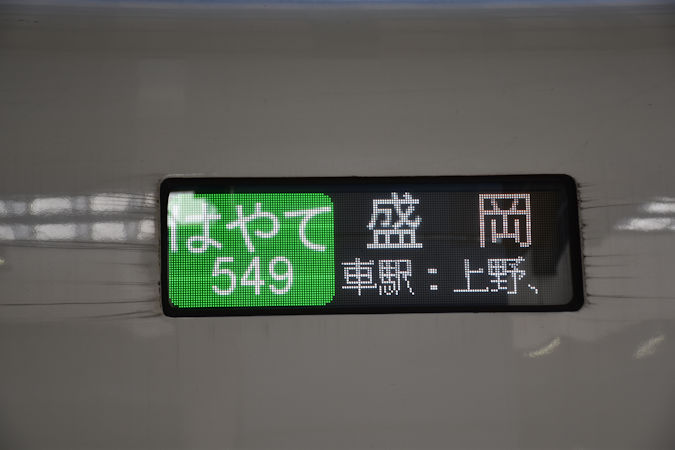 はやて
549
盛 岡
車駅：上野、